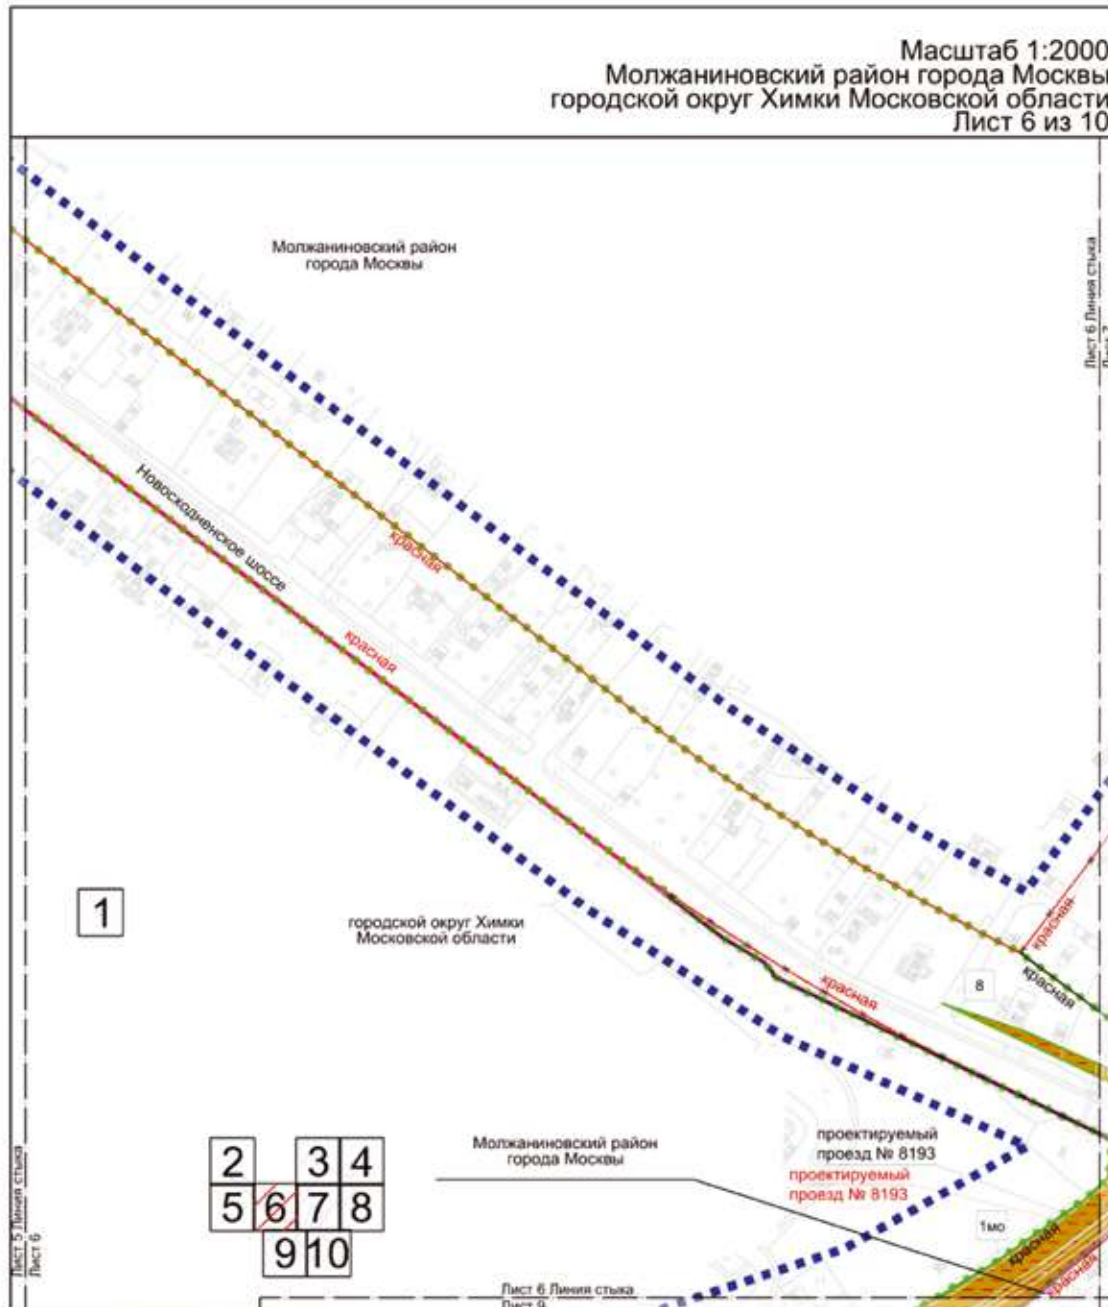 Масштаб 1:2000
Молжаниновский район города Москвы
городской округ Химки Московской области
Лист 6 из 10
Молжаниновский район
города Москвы
Лист 6 Линия стыка
Новосходненское шоссе
красная
красная
1
городской округ Химки
Московской области
красная
красная
8
красная
2
3
4
5
6
7
8
9
10
Молжаниновский район
города Москвы
проектируемый
проезд № 8193
проектируемый
проезд № 8193
1мо
красная
красная
Лист 5 Линия стыка
Лист 6
Лист 6 Линия стыка
Лист 9